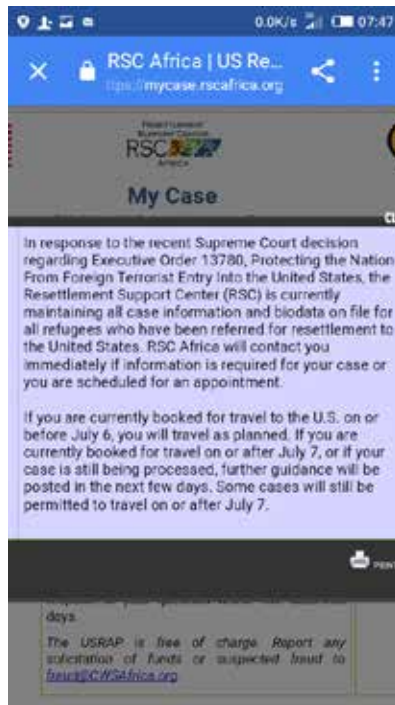 0.0K/s 07:47
RSC Africa | US Re...
mycase.rscafrica.org
RSC
AFRICA
My Case
In response to the recent Supreme Court decision
regarding Executive Order 13780, Protecting the Nation
From Foreign Terrorist Entry Into the United States, the
Resettlement Support Center (RSC) is currently
maintaining all case information and biodata on file for
all refugees who have been referred for resettlement to
the United States. RSC Africa will contact you
immediately if information is required for your case or
you are scheduled for an appointment.
If you are currently booked for travel to the U.S. on or
before July 6, you will travel as planned. If you are
currently booked for travel on or after July 7, or if your
case is still being processed, further guidance will be
posted in the next few days. Some cases will still be
permitted to travel on or after July 7.
PRINT
days.
The USRAP is free of charge. Report any
solicitation of funds or suspected fraud to
fraud@CWSAfrica.org